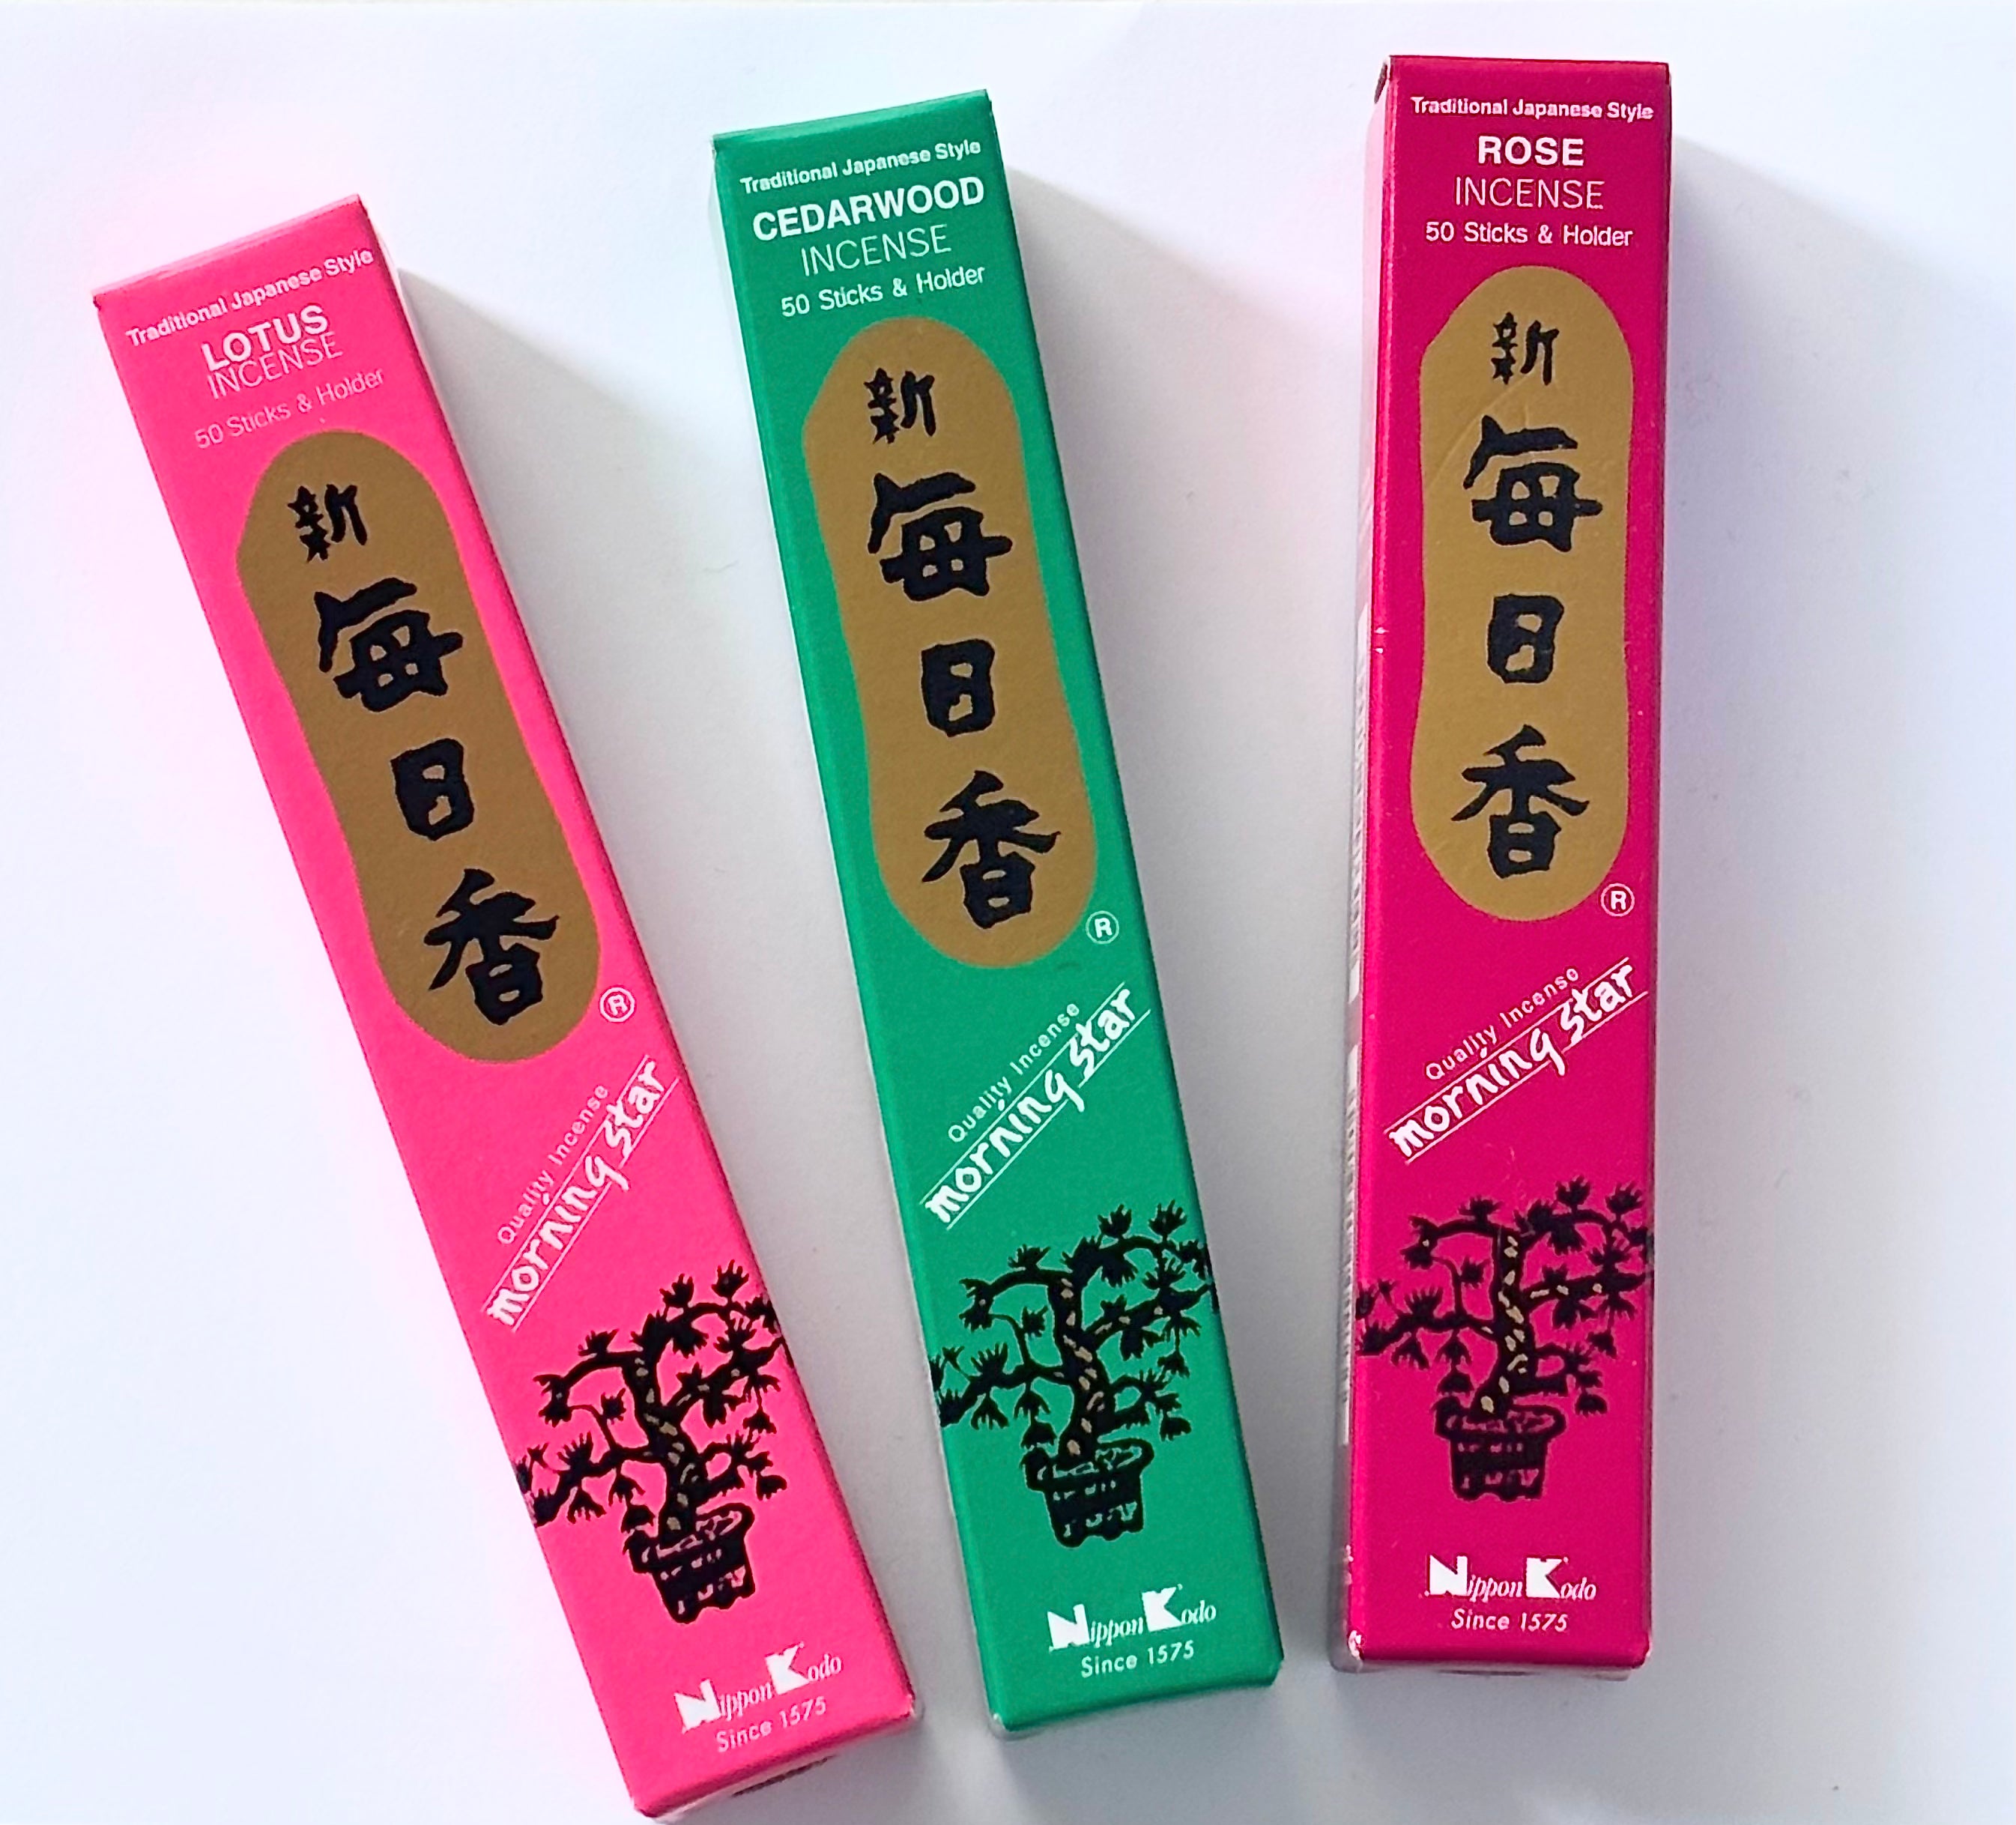 Traditional Japanese Style
LOTUS
INCENSE
50 Sticks & Holder
新
毎
日
香
®
Quality Incense
morning star
Nippon Kodo
Since 1575
Traditional Japanese Style
CEDARWOOD
INCENSE
50 Sticks & Holder
新
毎
日
香
®
Quality Incense
morning star
Nippon Kodo
Since 1575
Traditional Japanese Style
ROSE
INCENSE
50 Sticks & Holder
新
毎
日
香
®
Quality Incense
morning star
Nippon Kodo
Since 1575